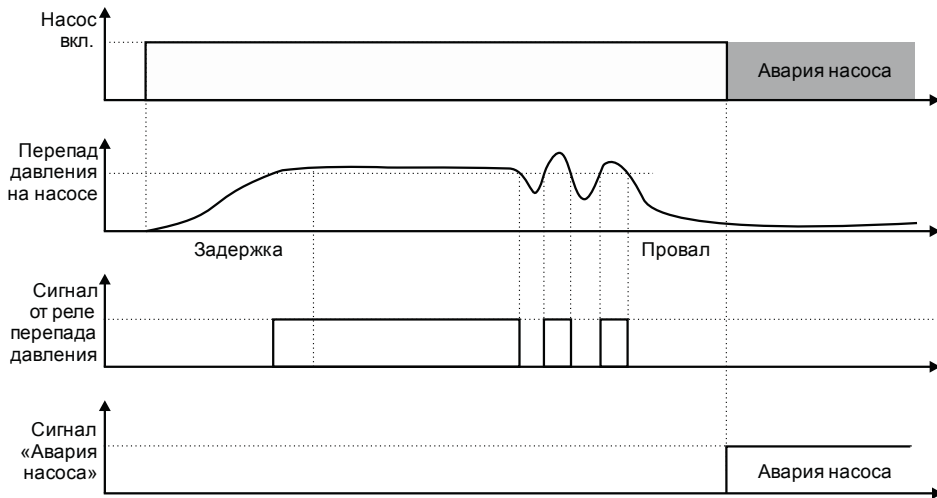 Насос
вкл.
Авария насоса
Перепад
давления
на насосе
Задержка
Провал
Сигнал
от реле
перепада
давления
Сигнал
«Авария
насоса»
Авария насоса